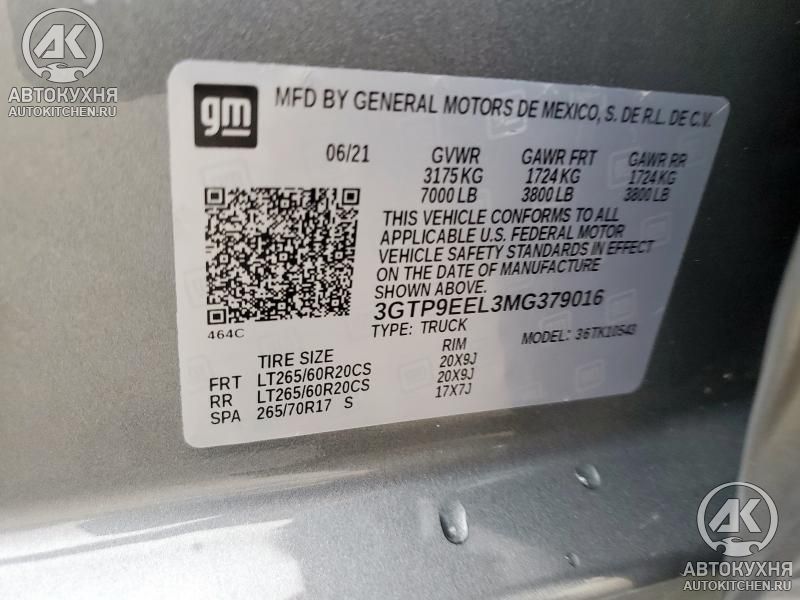 AK
АВТОКУХНЯ
AUTOKITCHEN.RU
gm
MFD BY GENERAL MOTORS DE MEXICO, S. DE R.L. DE C.V.
06/21 GVWR GAWR FRT GAWR RR
3175 KG 1724 KG 1724 KG
7000 LB 3800 LB 3800 LB
THIS VEHICLE CONFORMS TO ALL
APPLICABLE U.S. FEDERAL MOTOR
VEHICLE SAFETY STANDARDS IN EFFECT
ON THE DATE OF MANUFACTURE
SHOWN ABOVE.
3GTP9EEL3MG379016
464C
TYPE: TRUCK MODEL: 36TK10543
TIRE SIZE RIM
FRT LT265/60R20CS 20X9J
RR LT265/60R20CS 20X9J
SPA 265/70R17 S 17X7J
AK
АВТОКУХНЯ
AUTOKITCHEN.RU